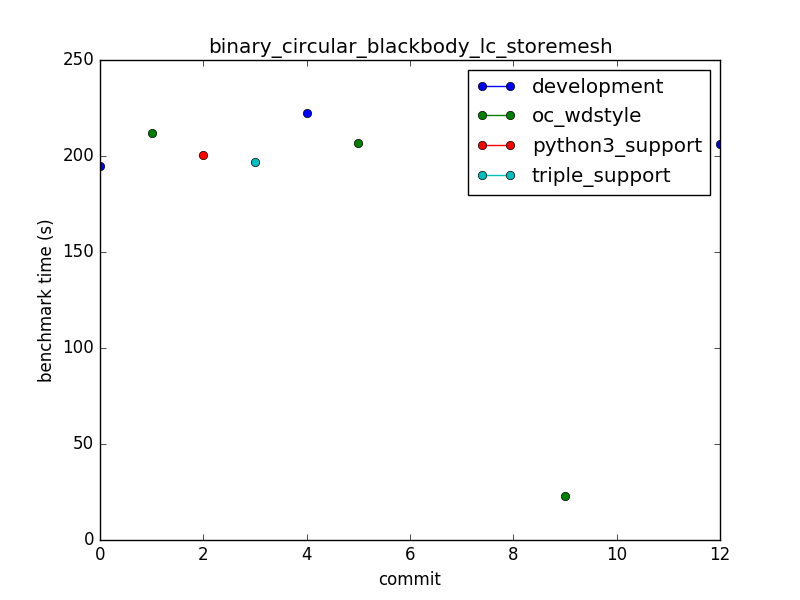 binary_circular_blackbody_lc_storemesh
250
200
150
100
50
0
benchmark time (s)
development
oc_wdstyle
python3_support
triple_support
0 2 4 6 8 10 12
commit